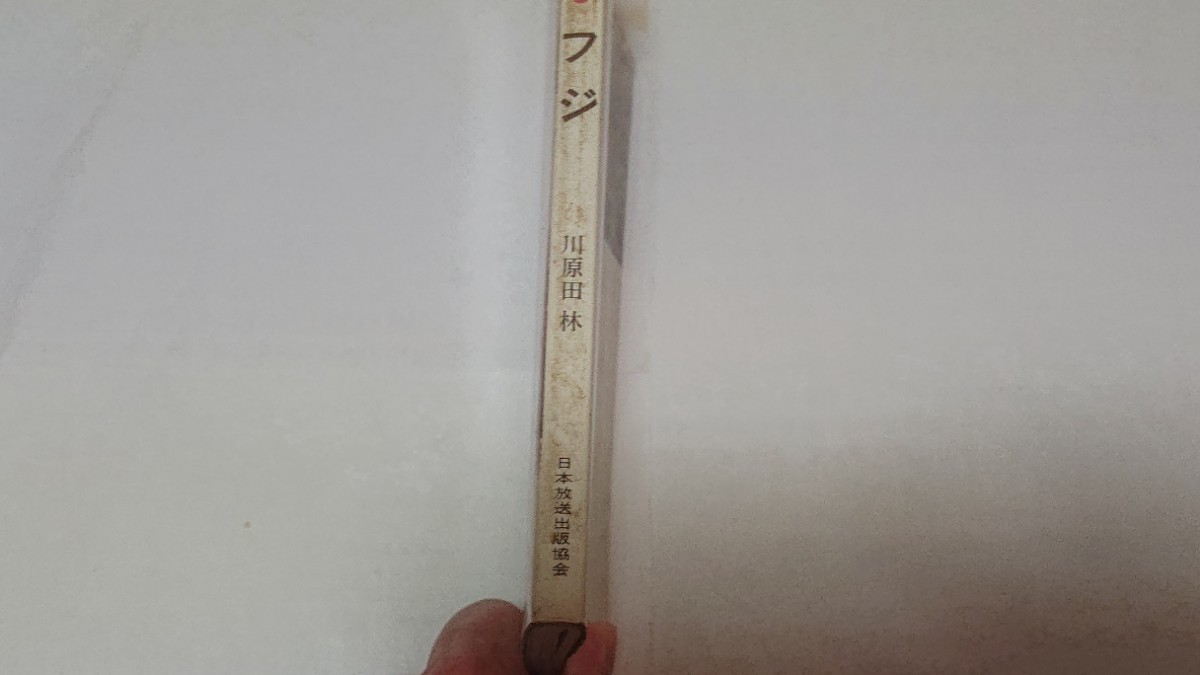 フジ
川原田 林
日本放送出版協会